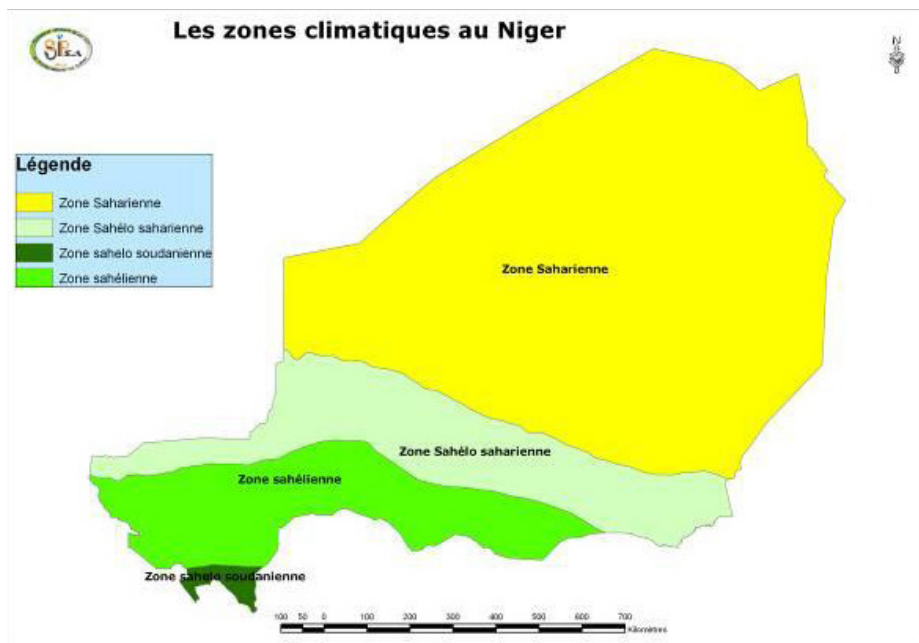 Les zones climatiques au Niger
Légende
Zone Saharienne
Zone Sahélo saharienne
Zone sahelo soudanienne
Zone sahélienne
Zone Saharienne
Zone Sahélo saharienne
Zone sahélienne
Zone sahelo soudanienne
100 50 0 100 200 300 400 500 600 700
Kilomètres